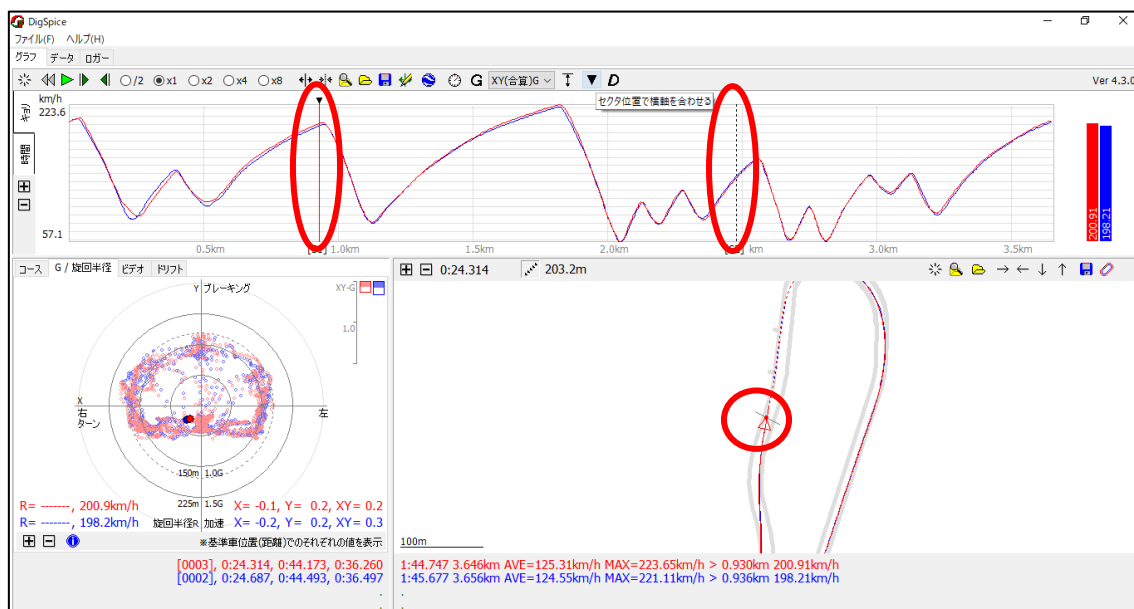 DigSpice
ファイル(F) ヘルプ(H)
グラフ データ ロガー
/2 x1 x2 x4 x8 G XY(合算)G D Ver 4.3.0
セクタ位置で横軸を合わせる
km/h
223.6
57.1
時間
0.5km 1.0km 1.5km 2.0km km 3.0km 3.5km
200.91
198.21
コース G / 旋回半径 ビデオ ドリフト
0:24.314 203.2m
Y ブレーキング
XY-G
1.0
X
右
ターン
左
150m 1.0G
225m 1.5G
R= -------, 200.9km/h X= -0.1, Y= 0.2, XY= 0.2
R= -------, 198.2km/h 旋回半径R 加速 X= -0.2, Y= 0.2, XY= 0.3
※基準車位置(距離)でのそれぞれの値を表示
100m
[0003], 0:24.314, 0:44.173, 0:36.260
[0002], 0:24.687, 0:44.493, 0:36.497
1:44.747 3.646km AVE=125.31km/h MAX=223.65km/h > 0.930km 200.91km/h
1:45.677 3.656km AVE=124.55km/h MAX=221.11km/h > 0.936km 198.21km/h